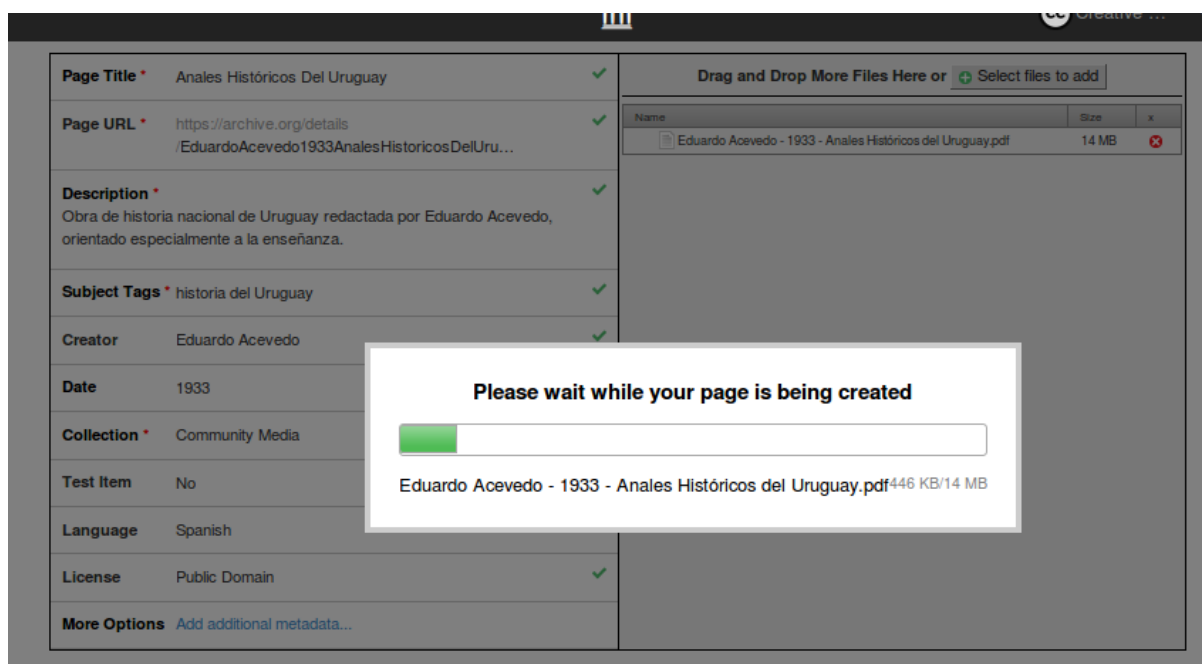 cc Creative ...
Page Title * Anales Históricos Del Uruguay
Page URL * https://archive.org/details
/EduardoAcevedo1933AnalesHistoricosDelUru...
Description *
Obra de historia nacional de Uruguay redactada por Eduardo Acevedo,
orientado especialmente a la enseñanza.
Subject Tags * historia del Uruguay
Creator Eduardo Acevedo
Date 1933
Collection * Community Media
Test Item No
Language Spanish
License Public Domain
More Options Add additional metadata...
Drag and Drop More Files Here or Select files to add
Name Size x
Eduardo Acevedo - 1933 - Anales Históricos del Uruguay.pdf 14 MB
Please wait while your page is being created
Eduardo Acevedo - 1933 - Anales Históricos del Uruguay.pdf 446 KB/14 MB